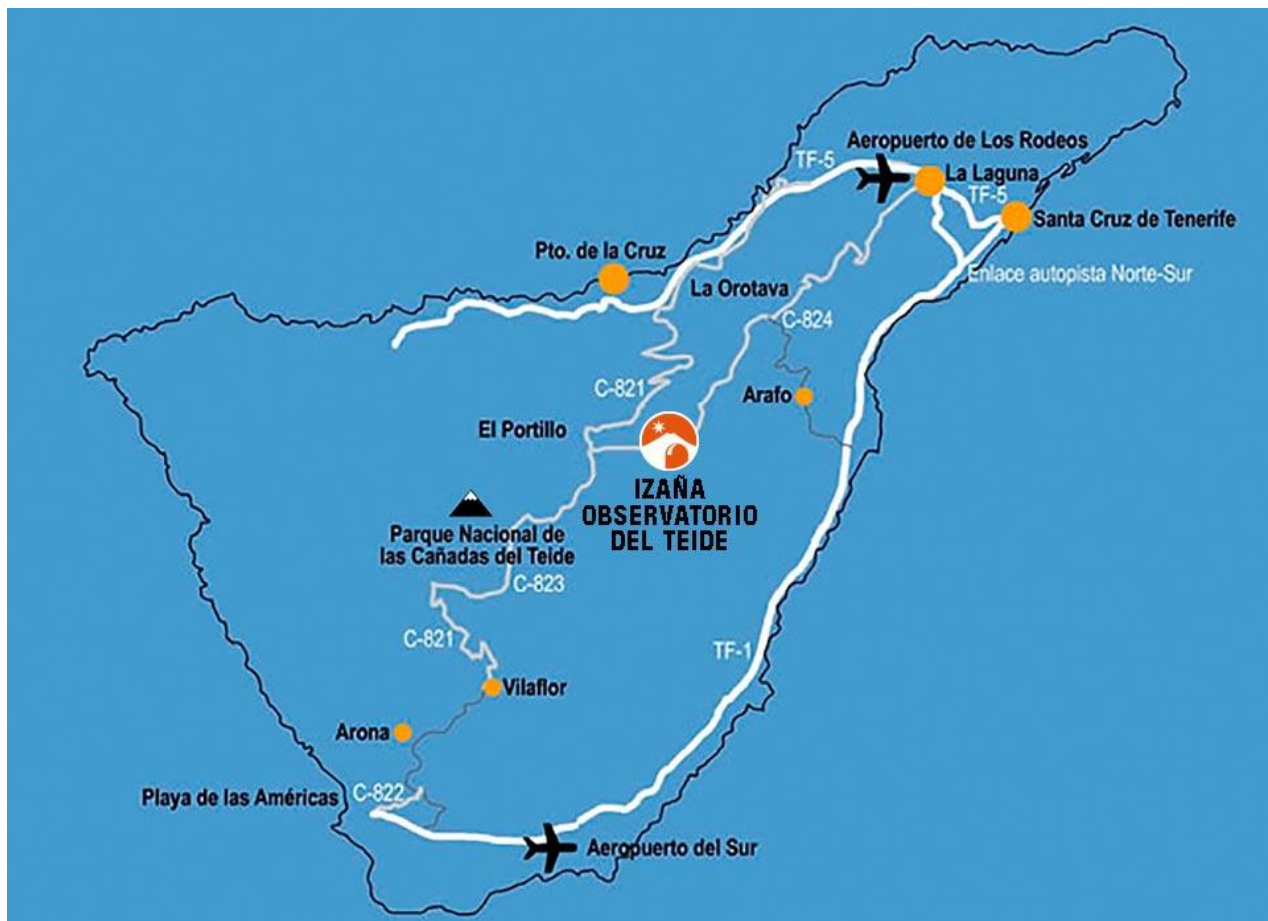 Aeropuerto de Los Rodeos
TF-5
La Laguna
TF-5
Santa Cruz de Tenerife
Pto. de la Cruz
Enlace autopista Norte-Sur
La Orotava
C-824
C-821
Arafo
El Portillo
IZAÑA
OBSERVATORIO
DEL TEIDE
Parque Nacional de
las Cañadas del Teide
C-823
C-821
TF-1
Vilaflor
Arona
Playa de las Américas
C-822
Aeropuerto del Sur